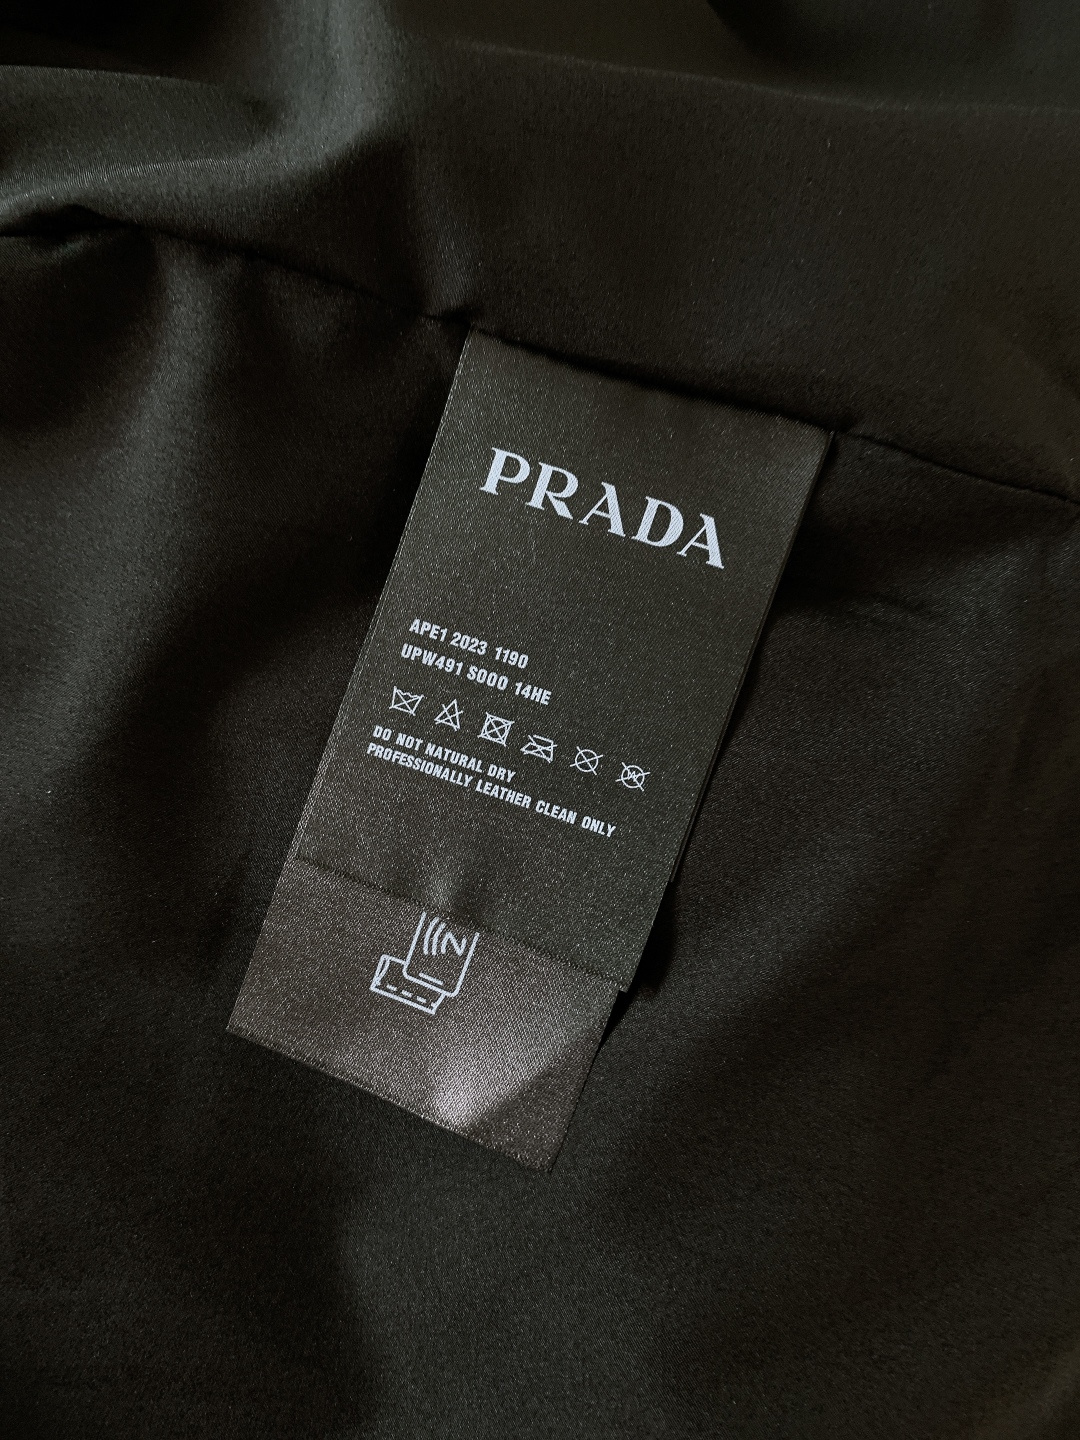 PRADA
APE1 2023 1190
UPW491 S000 14HE
DO NOT NATURAL DRY
PROFESSIONALLY LEATHER CLEAN ONLY